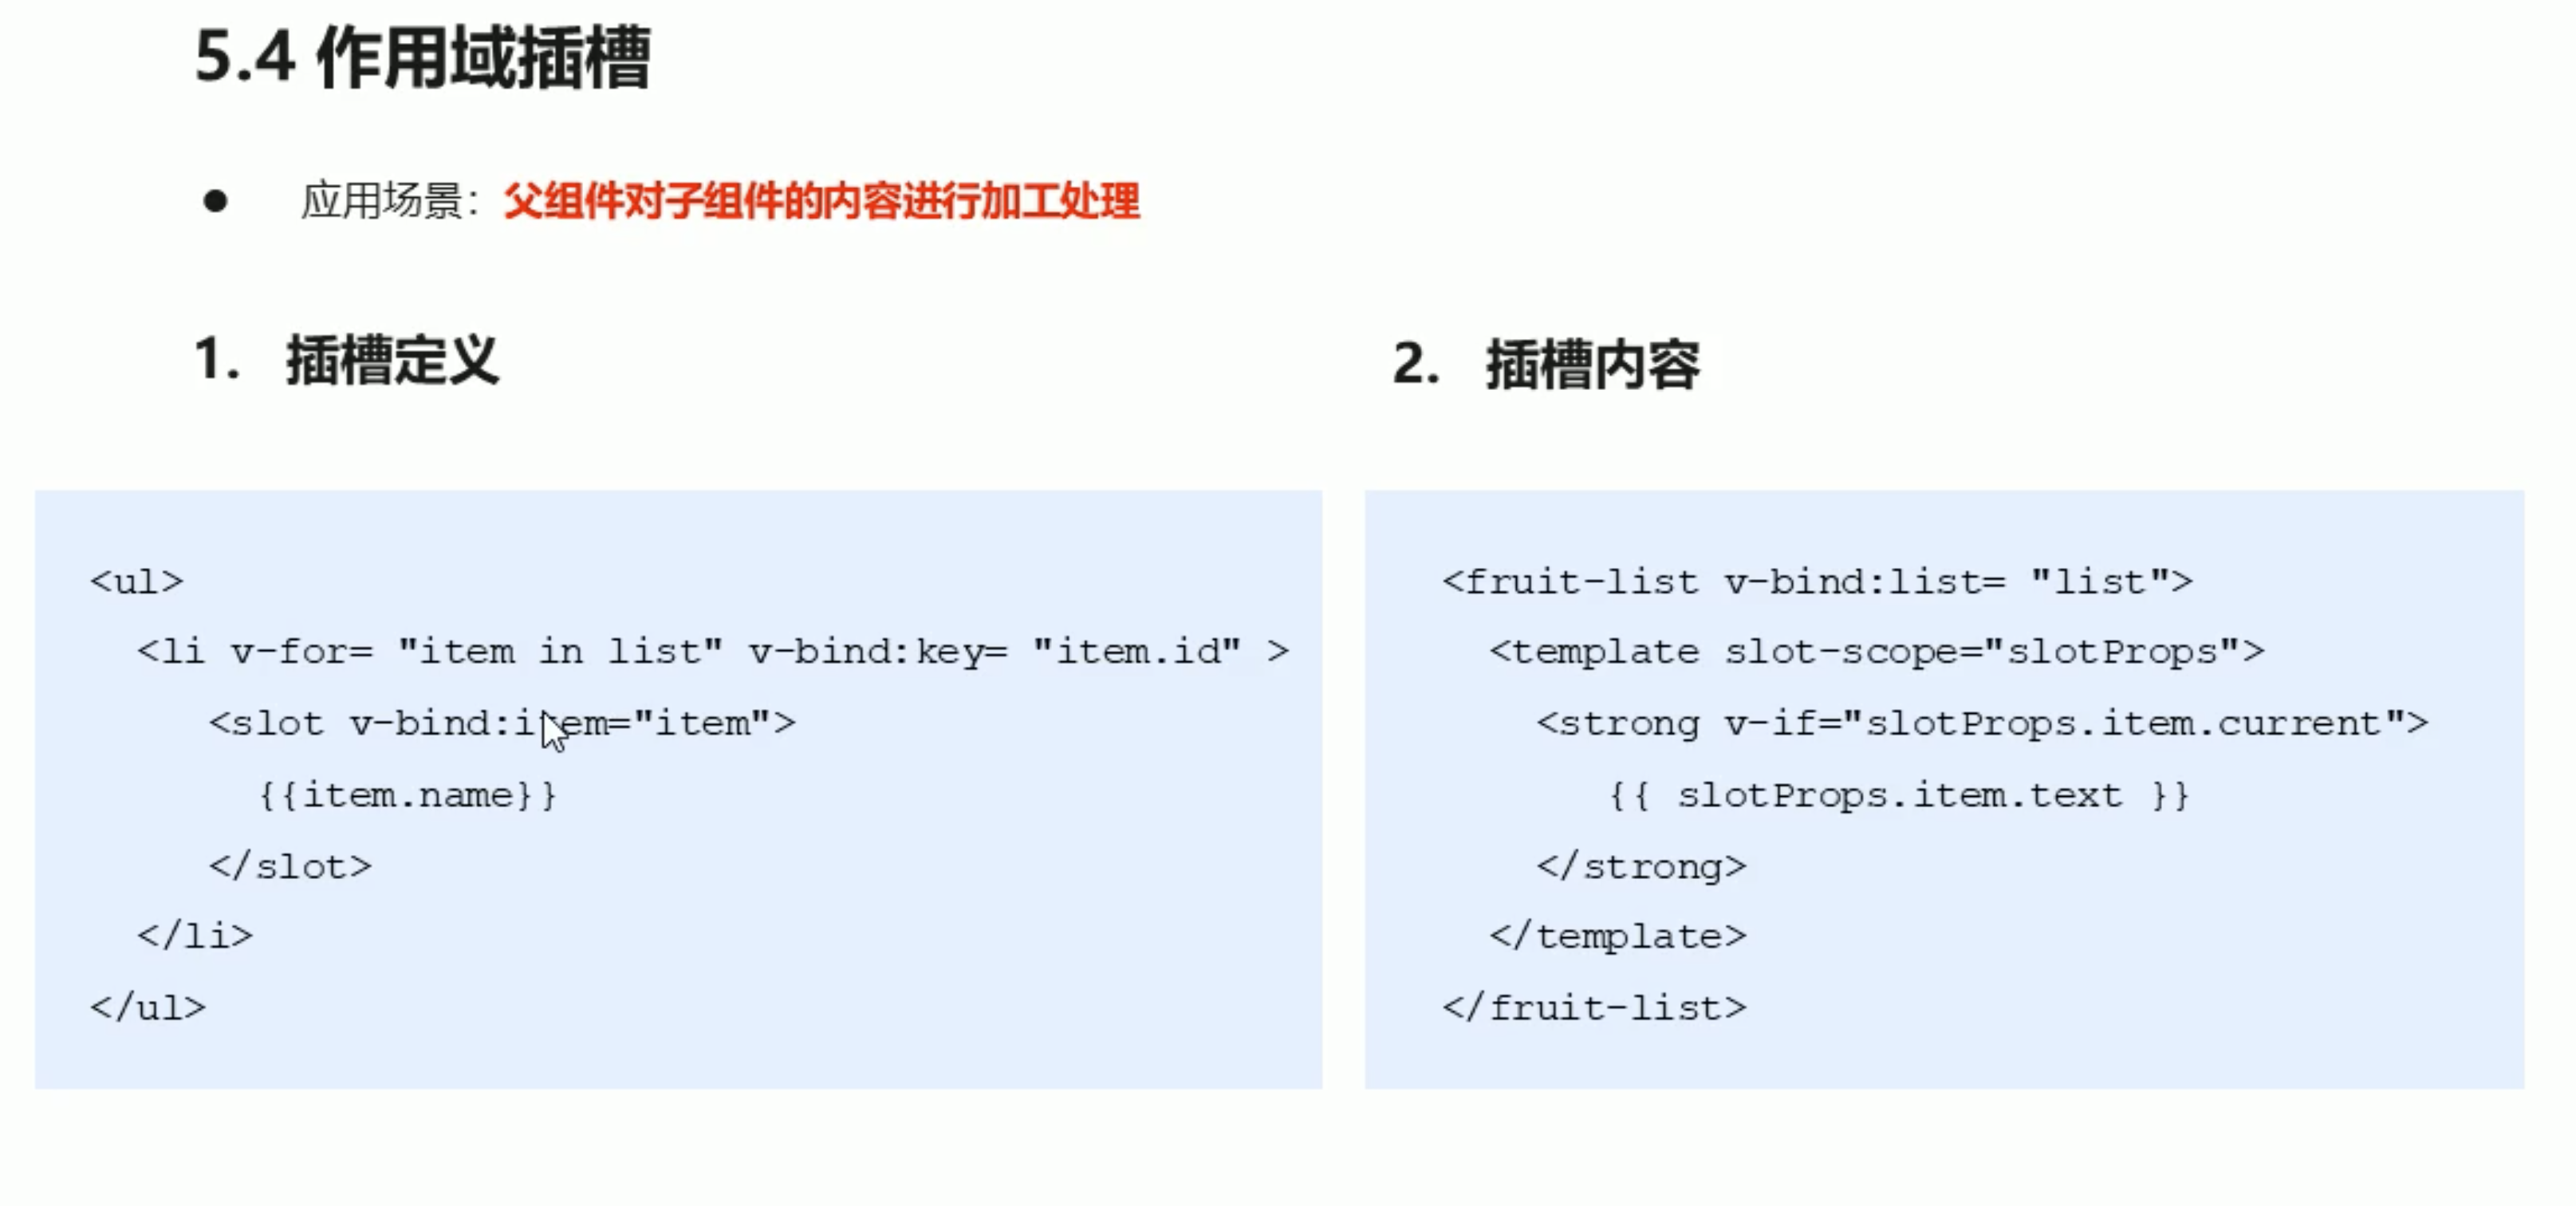 5.4 作用域插槽
● 应用场景：父组件对子组件的内容进行加工处理
1. 插槽定义
<ul>
<li v-for= "item in list" v-bind:key= "item.id" >
<slot v-bind:item="item">
{{item.name}}
</slot>
</li>
</ul>
2. 插槽内容
<fruit-list v-bind:list= "list">
<template slot-scope="slotProps">
<strong v-if="slotProps.item.current">
{{ slotProps.item.text }}
</strong>
</template>
</fruit-list>